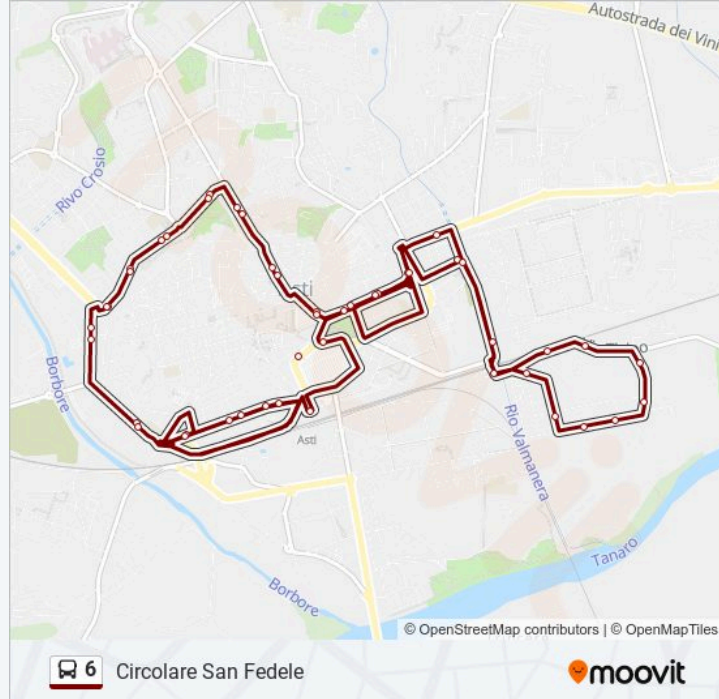 Autostrada dei Vini
Rivo Crosio
Asti
Borbore
Rio Valmanera
Asti
Tanaro
Borbore
© OpenStreetMap contributors | © OpenMapTiles
6 Circolare San Fedele
moovit